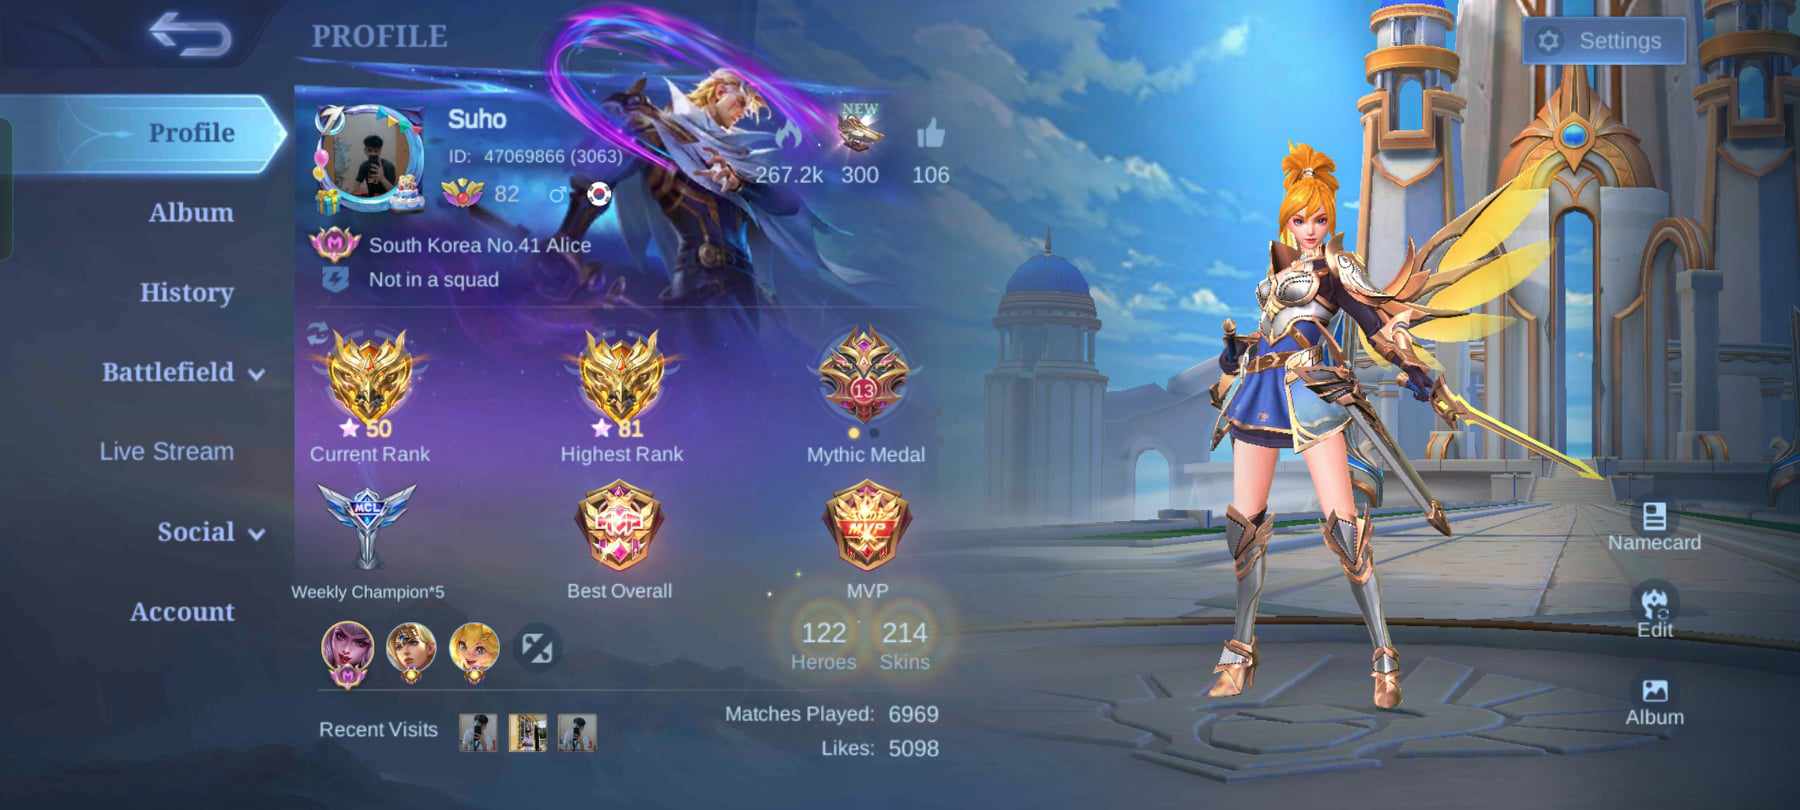 PROFILE
Settings
Profile
Album
History
Battlefield
Live Stream
Social
Account
7
Suho
ID: 47069866 (3063)
82
NEW
267.2k
300
106
South Korea No.41 Alice
Not in a squad
50
Current Rank
81
Highest Rank
13
Mythic Medal
MCL
Weekly Champion*5
Best Overall
MVP
MVP
M
M
122
Heroes
214
Skins
Recent Visits
Matches Played: 6969
Likes: 5098
Namecard
Edit
Album